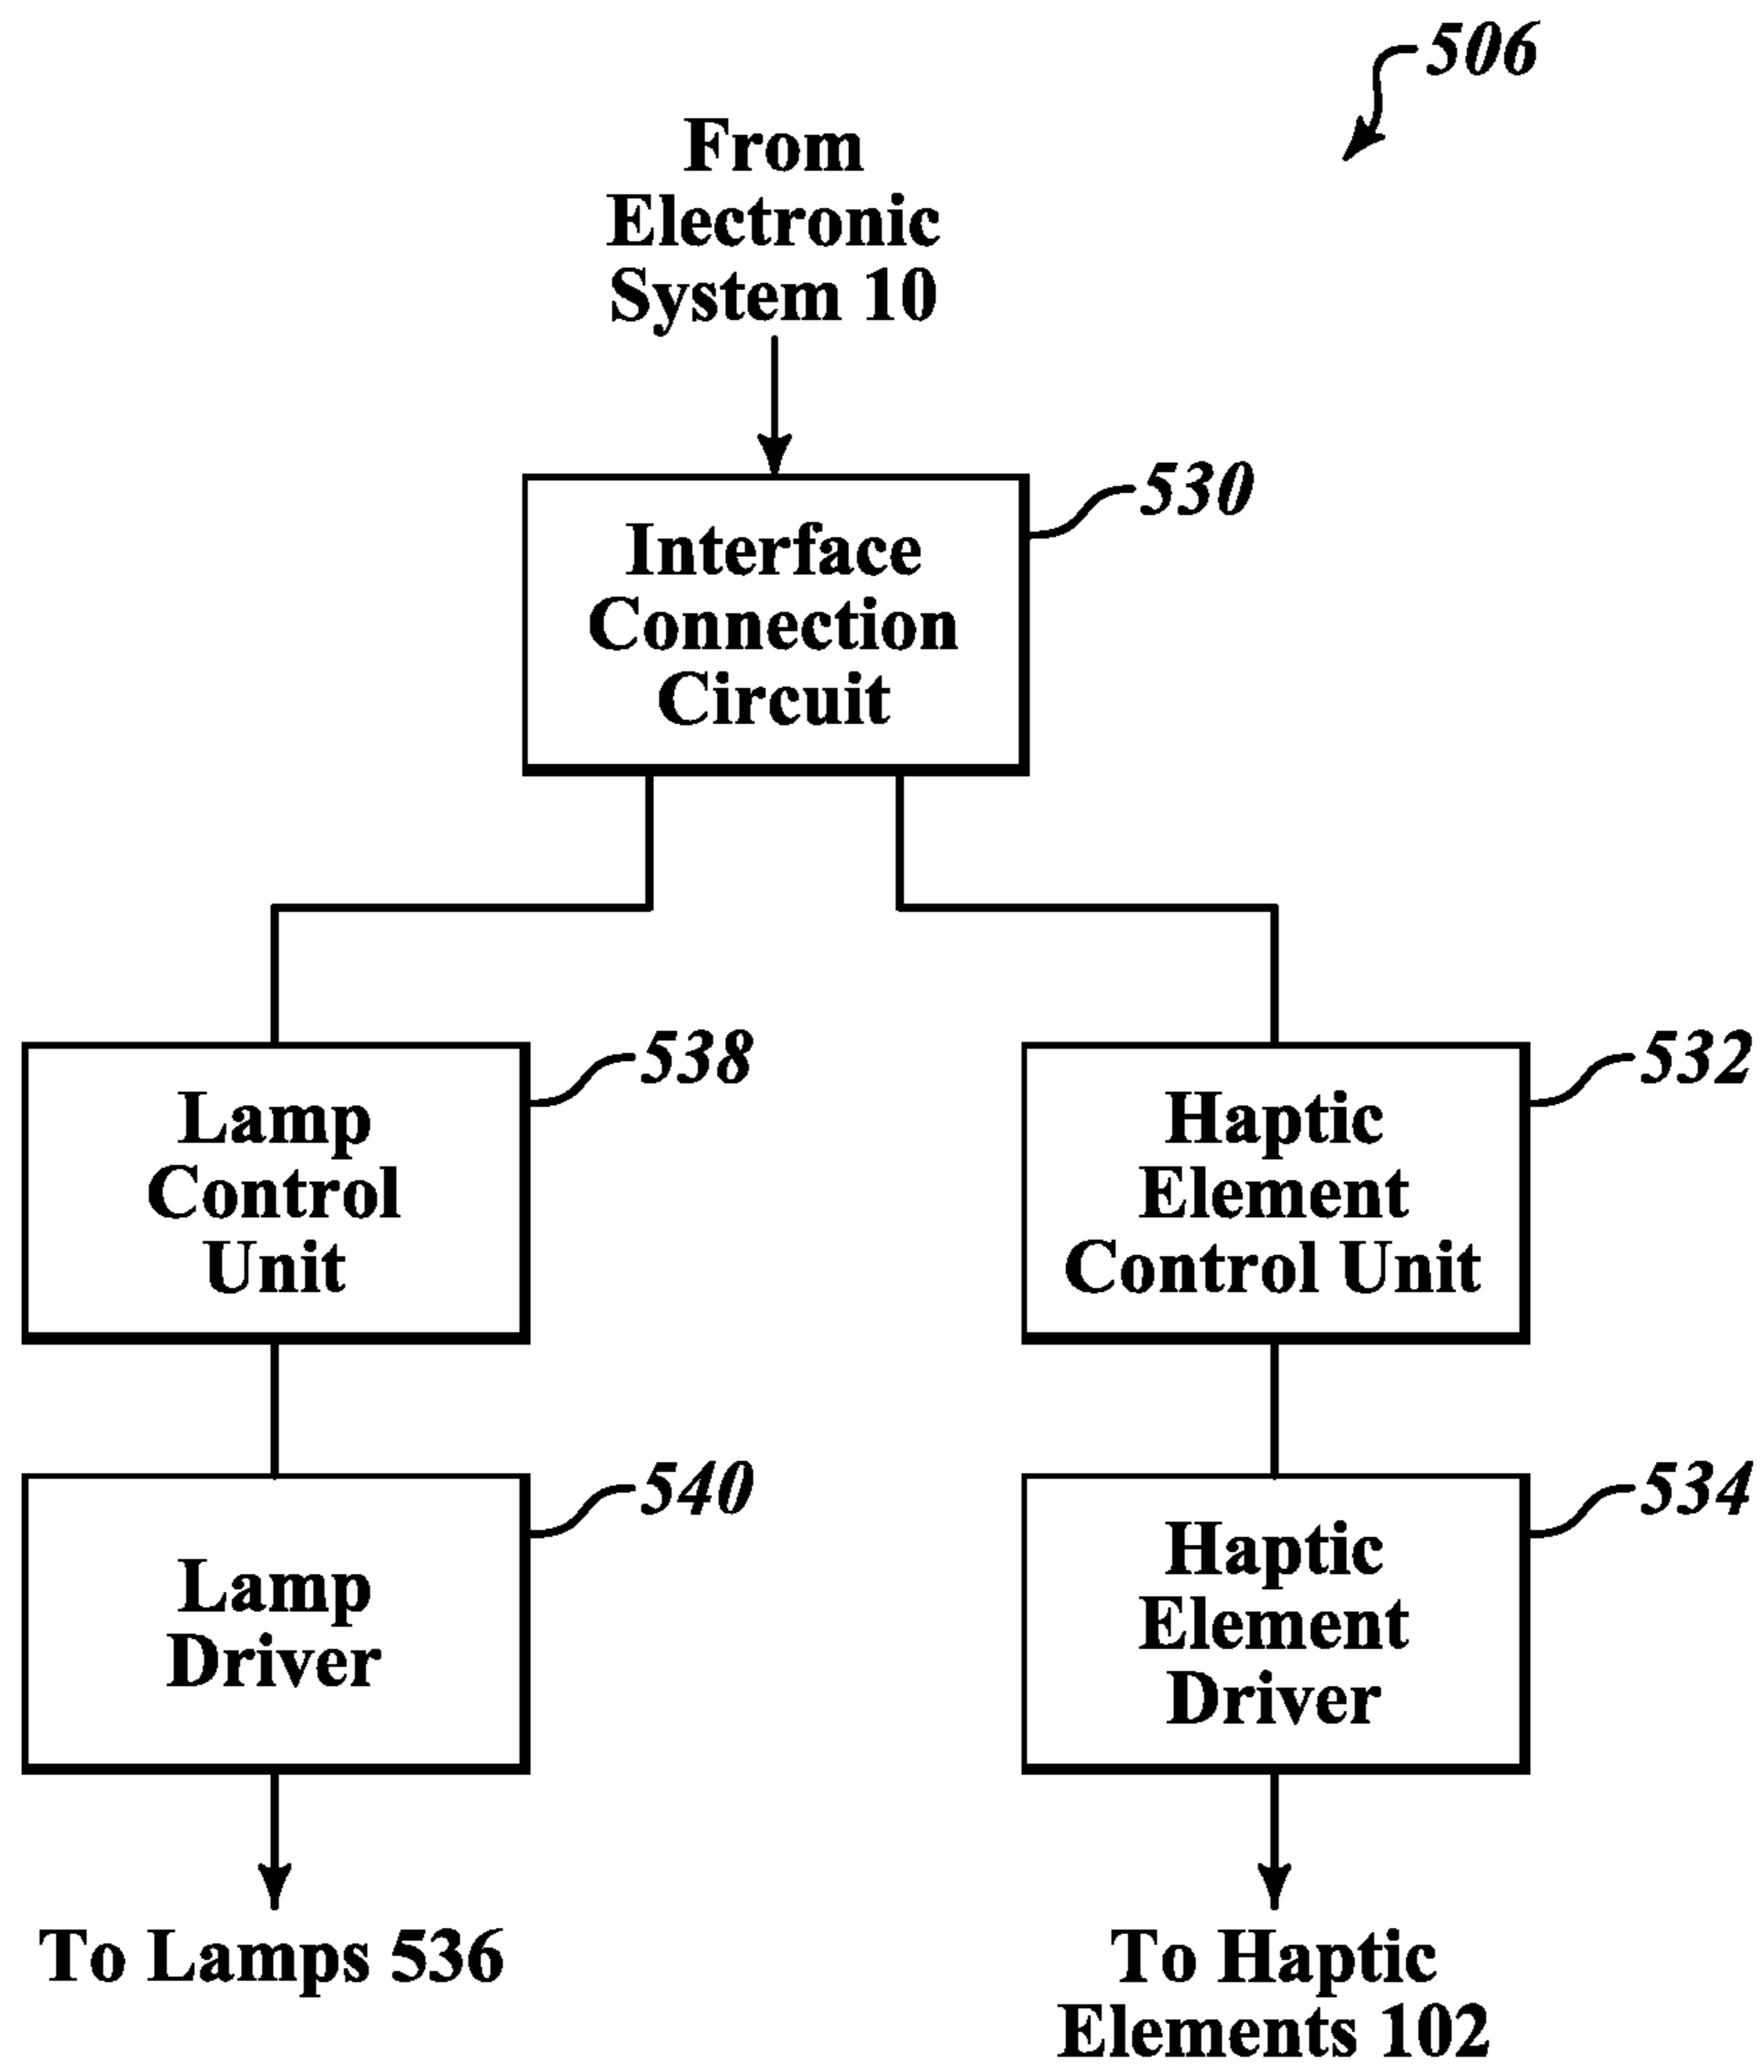 506
From
Electronic
System 10
530
Interface
Connection
Circuit
538
Lamp
Control
Unit
532
Haptic
Element
Control Unit
540
Lamp
Driver
534
Haptic
Element
Driver
To Lamps 536
To Haptic
Elements 102